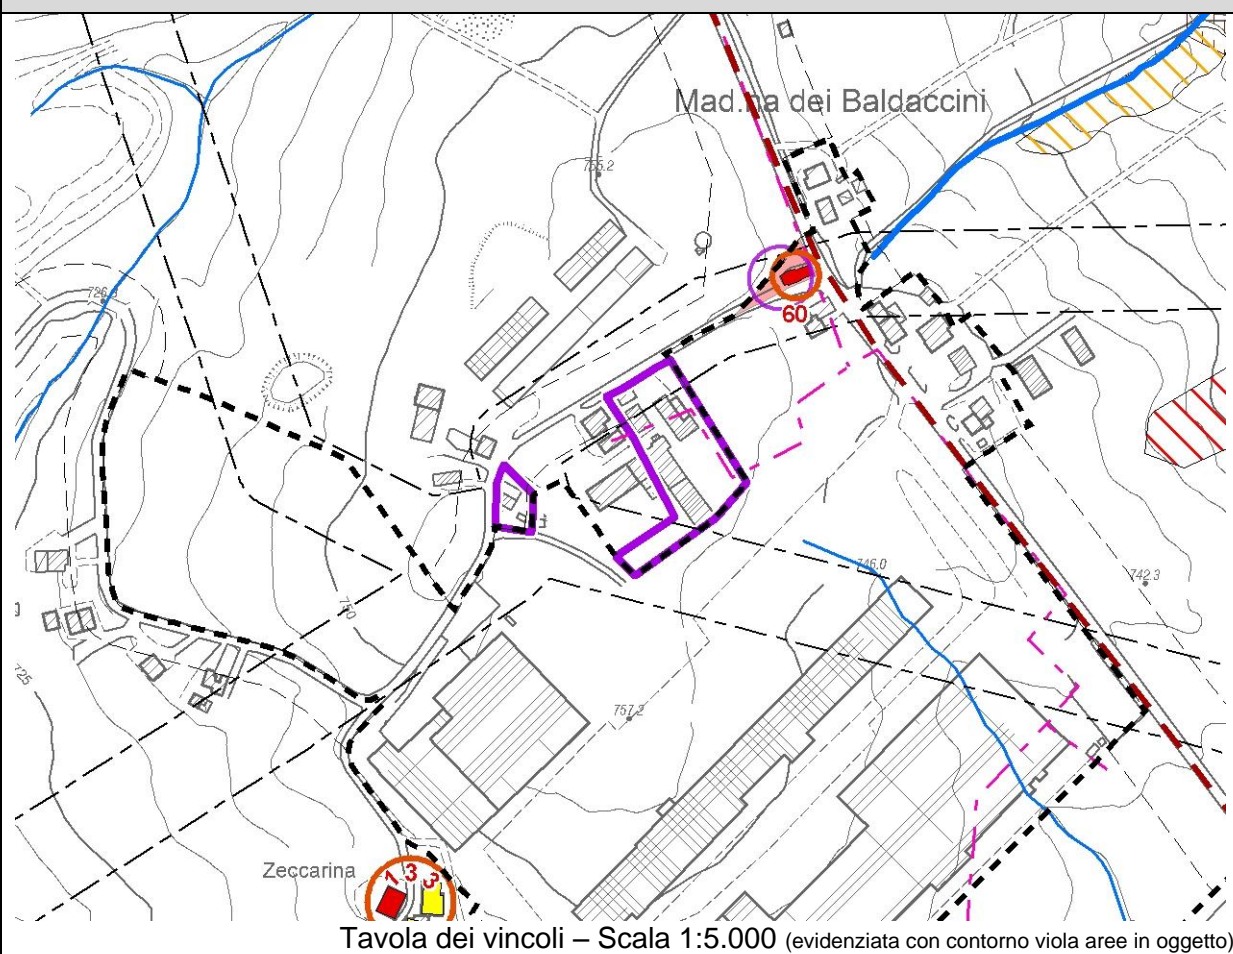 Mad.na dei Baldaccini
755.2
726.3
60
746.0
742.3
750
725
757.2
Zeccarina
1 3 3
Tavola dei vincoli – Scala 1:5.000 (evidenziata con contorno viola aree in oggetto)